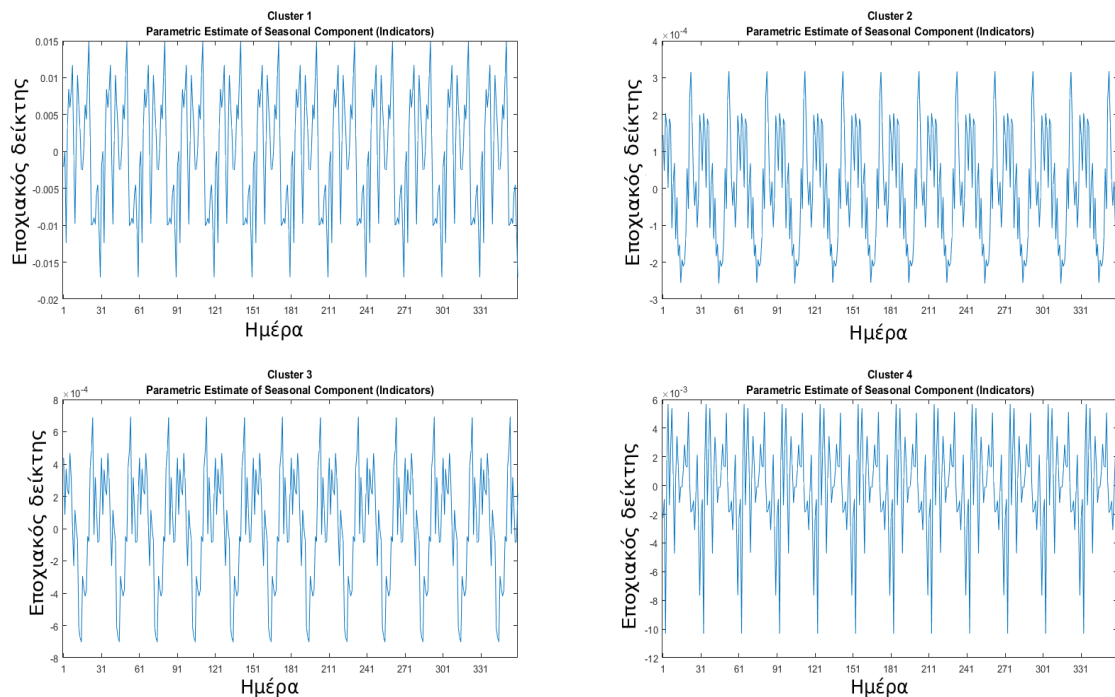 Cluster 1
Parametric Estimate of Seasonal Component (Indicators)
0.015
0.01
0.005
0
-0.005
-0.01
-0.015
-0.02
Εποχιακός δείκτης
1 31 61 91 121 151 181 211 241 271 301 331
Ημέρα
Cluster 2
Parametric Estimate of Seasonal Component (Indicators)
×10⁻⁴
4
3
2
1
0
-1
-2
-3
Εποχιακός δείκτης
1 31 61 91 121 151 181 211 241 271 301 331
Ημέρα
Cluster 3
Parametric Estimate of Seasonal Component (Indicators)
×10⁻⁴
8
6
4
2
0
-2
-4
-6
-8
Εποχιακός δείκτης
1 31 61 91 121 151 181 211 241 271 301 331
Ημέρα
Cluster 4
Parametric Estimate of Seasonal Component (Indicators)
×10⁻³
6
4
2
0
-2
-4
-6
-8
-10
-12
Εποχιακός δείκτης
1 31 61 91 121 151 181 211 241 271 301 331
Ημέρα